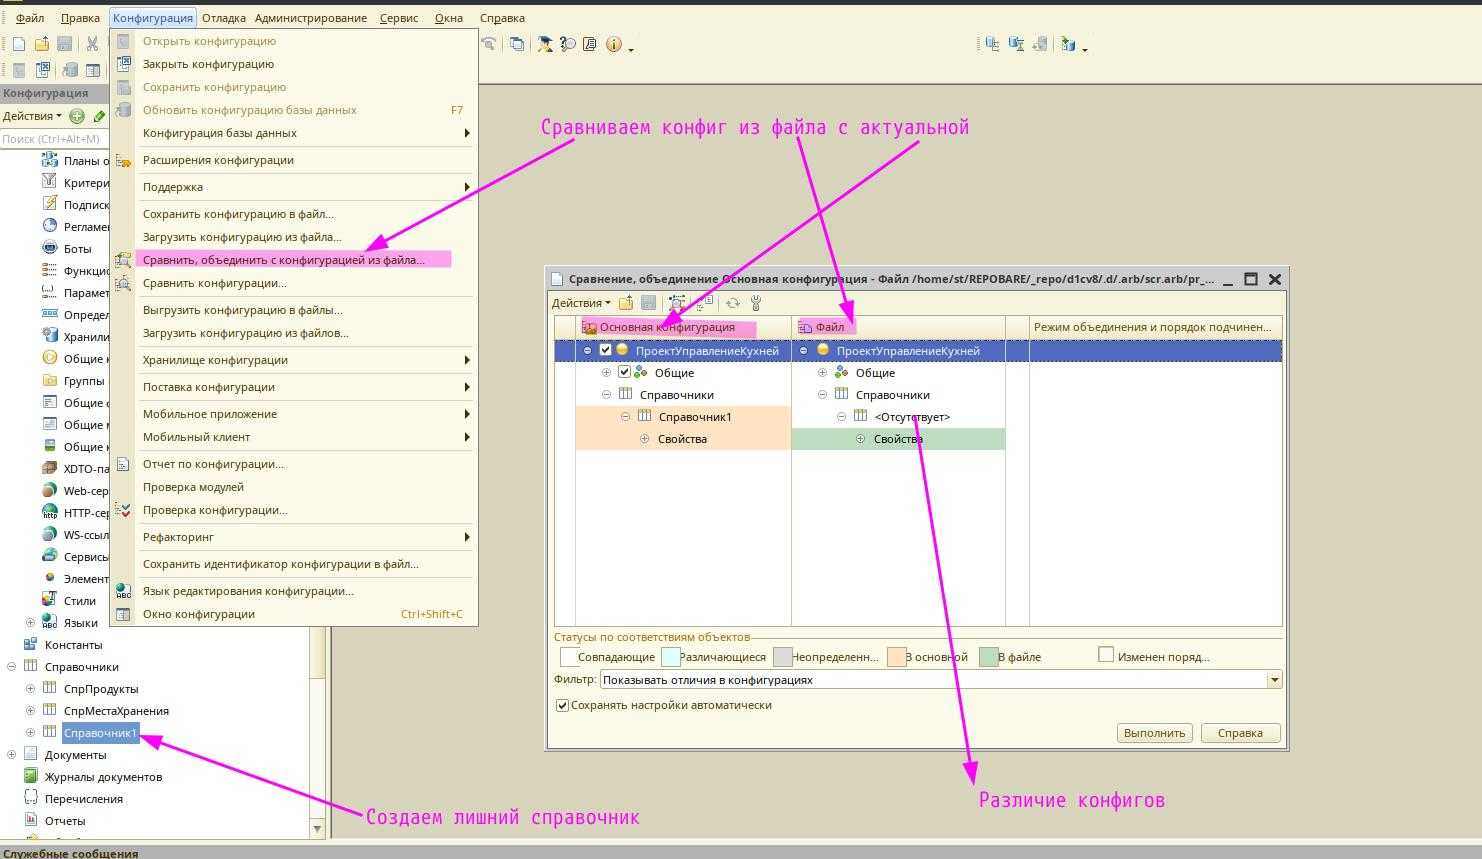 Файл Правка Конфигурация Отладка Администрирование Сервис Окна Справка
Конфигурация
Действия
Поиск (Ctrl+Alt+M)
Планы о
Критери
Подписк
Регламе
Боты
Функцис
Парамет
Определ
Хранили
Общие к
Группы
Общие ф
Общие м
Общие к
XDTO-па
Web-сер
HTTP-сер
WS-ссыл
Сервисы
Элемент
Стили
Языки
Константы
Справочники
СпрПродукты
СпрМестаХранения
Справочник1
Документы
Журналы документов
Перечисления
Отчеты
Служебные сообщения
Открыть конфигурацию
Закрыть конфигурацию
Сохранить конфигурацию
Обновить конфигурацию базы данных F7
Конфигурация базы данных
Расширения конфигурации
Поддержка
Сохранить конфигурацию в файл...
Загрузить конфигурацию из файла...
Сравнить, объединить с конфигурацией из файла...
Сравнить конфигурации...
Выгрузить конфигурацию в файлы...
Загрузить конфигурацию из файлов...
Хранилище конфигурации
Поставка конфигурации
Мобильное приложение
Мобильный клиент
Отчет по конфигурации...
Проверка модулей
Проверка конфигурации...
Рефакторинг
Сохранить идентификатор конфигурации в файл...
Язык редактирования конфигурации...
Окно конфигурации Ctrl+Shift+C
Сравниваем конфиг из файла с актуальной
Сравнение, объединение Основная конфигурация - Файл /home/st/REPOBARE/_repo/d1cv8/.d/.arb/scr.arb/pr_...
Действия
Основная конфигурация Файл Режим объединения и порядок подчинен...
ПроектУправлениеКухней ПроектУправлениеКухней
Общие Общие
Справочники Справочники
Справочник1 <Отсутствует>
Свойства Свойства
Статусы по соответствиям объектов
Совпадающие Различающиеся Неопределенн... В основной В файле Изменен поряд...
Фильтр: Показывать отличия в конфигурациях
Сохранять настройки автоматически
Выполнить Справка
Различие конфигов
Создаем лишний справочник